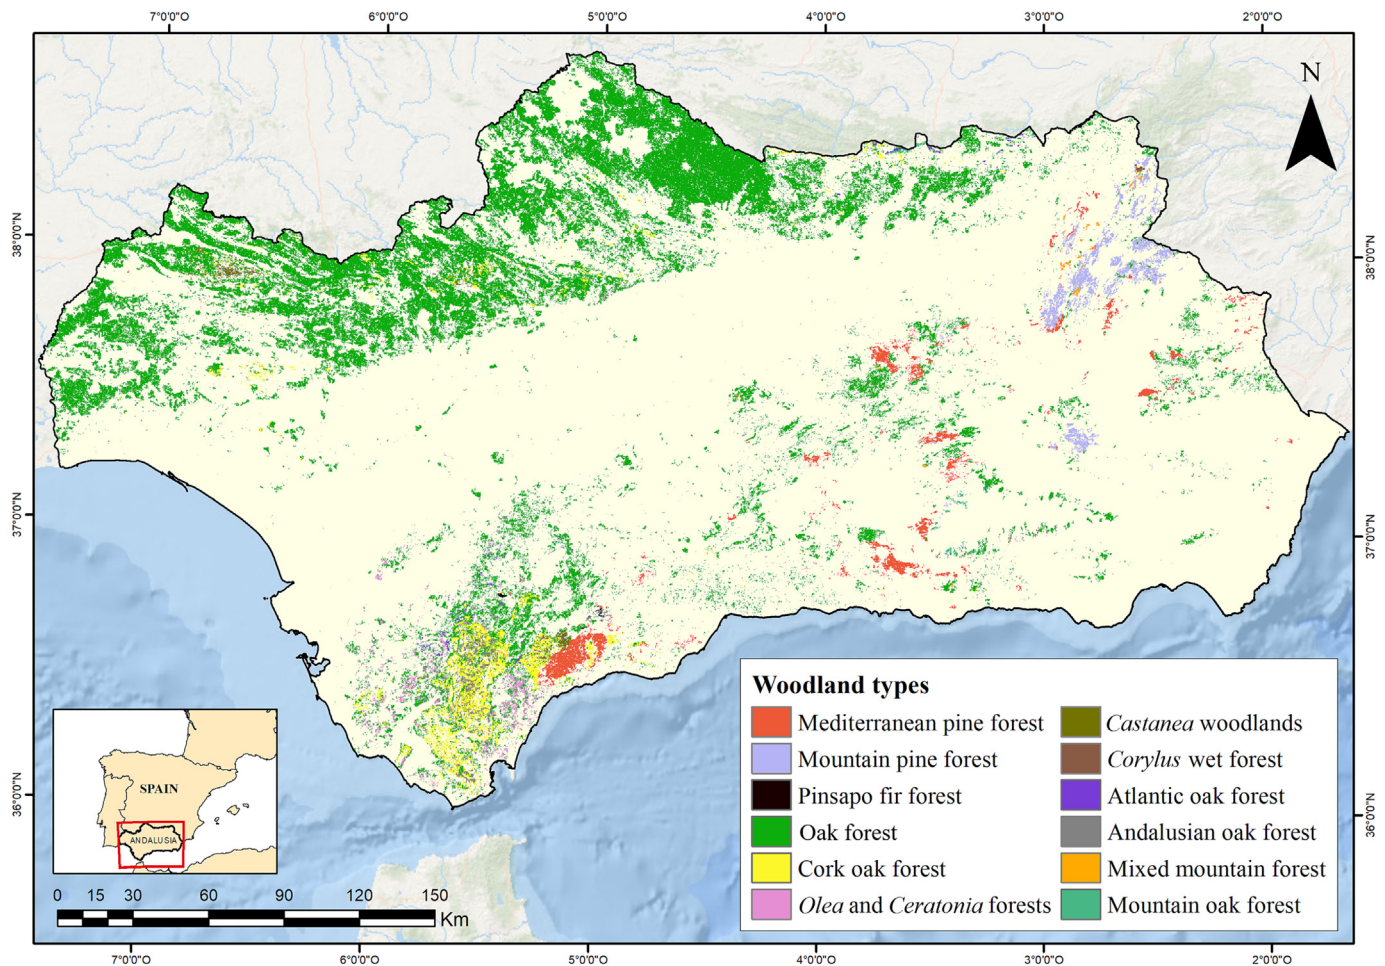 7°0'0"O 6°0'0"O 5°0'0"O 4°0'0"O 3°0'0"O 2°0'0"O
N
38°0'0"N 38°0'0"N
37°0'0"N 37°0'0"N
36°0'0"N 36°0'0"N
Woodland types
Mediterranean pine forest
Mountain pine forest
Pinsapo fir forest
Oak forest
Cork oak forest
Olea and Ceratonia forests
Castanea woodlands
Corylus wet forest
Atlantic oak forest
Andalusian oak forest
Mixed mountain forest
Mountain oak forest
SPAIN
ANDALUSIA
0 15 30 60 90 120 150
Km
7°0'0"O 6°0'0"O 5°0'0"O 4°0'0"O 3°0'0"O 2°0'0"O